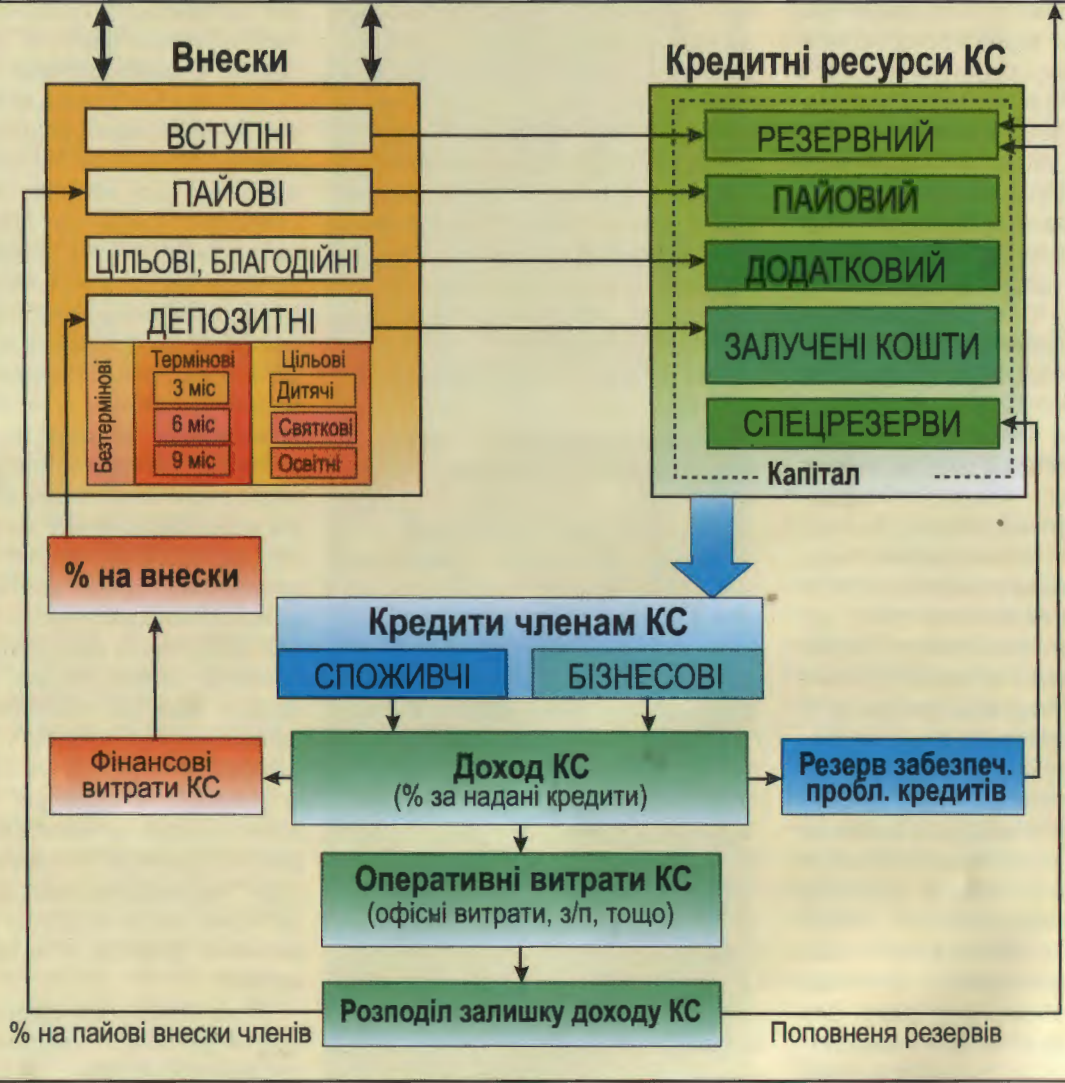 Внески
ВСТУПНІ
ПАЙОВІ
ЦІЛЬОВІ, БЛАГОДІЙНІ
ДЕПОЗИТНІ
Безтермінові
Термінові
3 міс
6 міс
9 міс
Цільові
Дитячі
Святкові
Освітні
Кредитні ресурси КС
РЕЗЕРВНИЙ
ПАЙОВИЙ
ДОДАТКОВИЙ
ЗАЛУЧЕНІ КОШТИ
СПЕЦРЕЗЕРВИ
Капітал
% на внески
Кредити членам КС
СПОЖИВЧІ
БІЗНЕСОВІ
Фінансові
витрати КС
Доход КС
(% за надані кредити)
Резерв забезпеч.
пробл. кредитів
Оперативні витрати КС
(офісні витрати, з/п, тощо)
Розподіл залишку доходу КС
% на пайові внески членів
Поповненя резервів